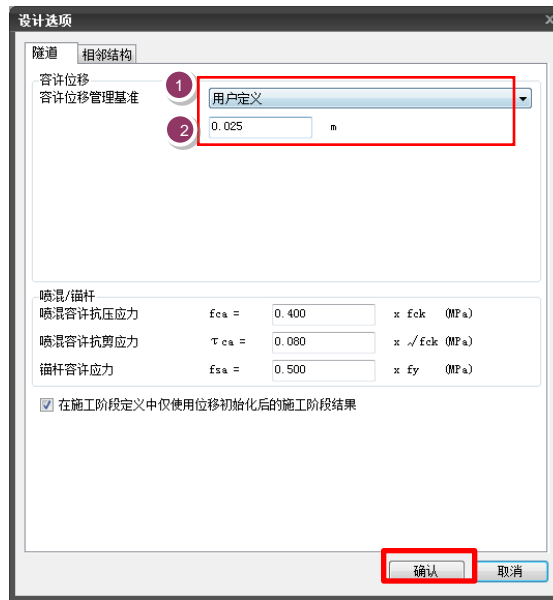 设计选项
隧道 相邻结构
容许位移
容许位移管理基准 1 用户定义
2 0.025 m
喷混/锚杆
喷混容许抗压应力 fca = 0.400 x fck (MPa)
喷混容许抗剪应力 τca = 0.080 x √fck (MPa)
锚杆容许应力 fsa = 0.500 x fy (MPa)
在施工阶段定义中仅使用位移初始化后的施工阶段结果
确认 取消